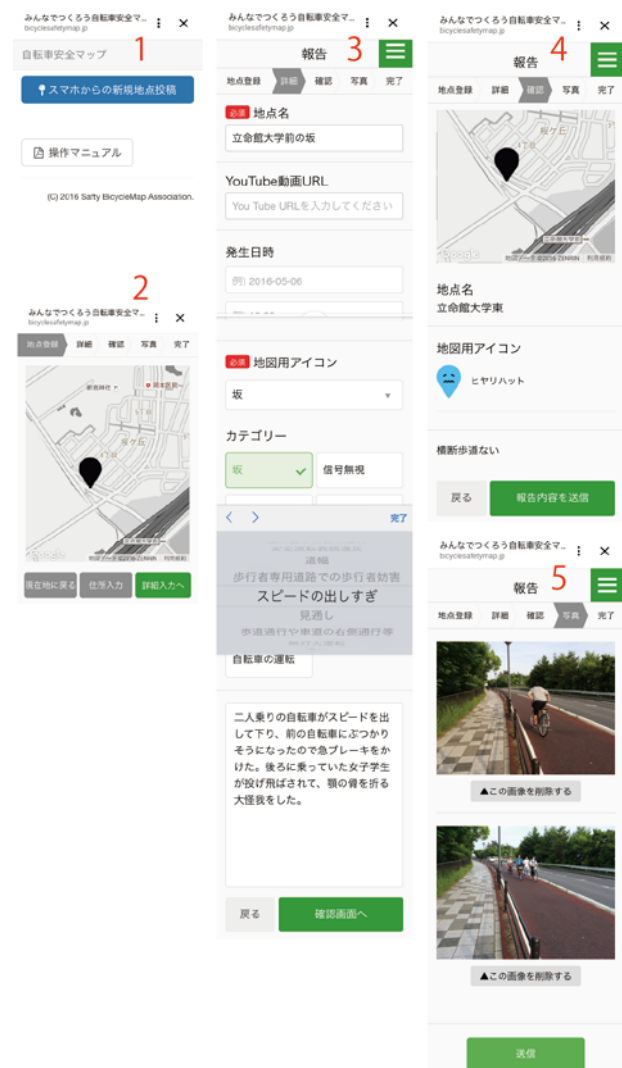 みんなでつくろう自転車安全マ...
bicyclesafetymap.jp
自転車安全マップ
1
スマホからの新規地点投稿
操作マニュアル
(C) 2016 Safty BicycleMap Association.
2
みんなでつくろう自転車安全マ...
bicyclesafetymap.jp
地点登録 詳細 確認 写真 完了
桜ケ丘
現在地に戻る 住所入力 詳細入力へ
みんなでつくろう自転車安全マ...
bicyclesafetymap.jp
報告
3
地点登録 詳細 確認 写真 完了
必須 地点名
立命館大学前の坂
YouTube動画URL
You Tube URLを入力してください
発生日時
例) 2016-05-06
必須 地図用アイコン
坂
カテゴリー
坂 信号無視
完了
道幅
歩行者専用道路での歩行者妨害
スピードの出しすぎ
見通し
歩道通行や車道の右側通行等
自転車の運転
二人乗りの自転車がスピードを出
して下り、前の自転車にぶつかり
そうになったので急ブレーキをか
けた。後ろに乗っていた女子学生
が投げ飛ばされて、顎の骨を折る
大怪我をした。
戻る 確認画面へ
みんなでつくろう自転車安全マ...
bicyclesafetymap.jp
報告
4
地点登録 詳細 確認 写真 完了
桜ケ丘
Google
地図データ ©2016 ZENRIN 利用規約
地点名
立命館大学東
地図用アイコン
ヒヤリハット
横断歩道ない
戻る 報告内容を送信
みんなでつくろう自転車安全マ...
bicyclesafetymap.jp
報告
5
地点登録 詳細 確認 写真 完了
▲この画像を削除する
▲この画像を削除する
送信